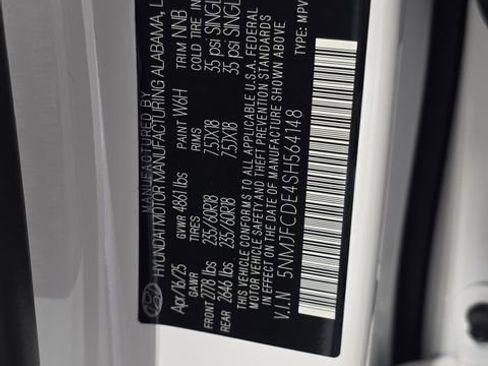 MANUFACTURED BY
HYUNDAI MOTOR MANUFACTURING ALABAMA, L
Apr/16/25 GVWR 4861 lbs PAINT W6H TRIM NNB
GAWR TIRES RIMS COLD TIRE
FRONT 2778 lbs 235/60R18 7.5JX18 35 psi SINGL
REAR 2646 lbs 235/60R18 7.5JX18 35 psi SINGL
THIS VEHICLE CONFORMS TO ALL APPLICABLE U.S.A. FEDERAL
MOTOR VEHICLE SAFETY AND THEFT PREVENTION STANDARDS
IN EFFECT ON THE DATE OF MANUFACTURE SHOWN ABOVE
V.I.N 5NMJFCDE4SH564148 TYPE: MPV